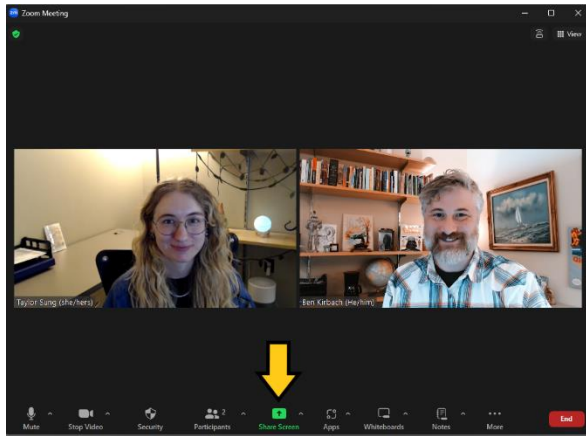 Zoom Meeting
View
Taylor Sung (she/hers)
Ben Kirbach (He/him)
2
Mute
Stop Video
Security
Participants
Share Screen
Apps
Whiteboards
Notes
More
End